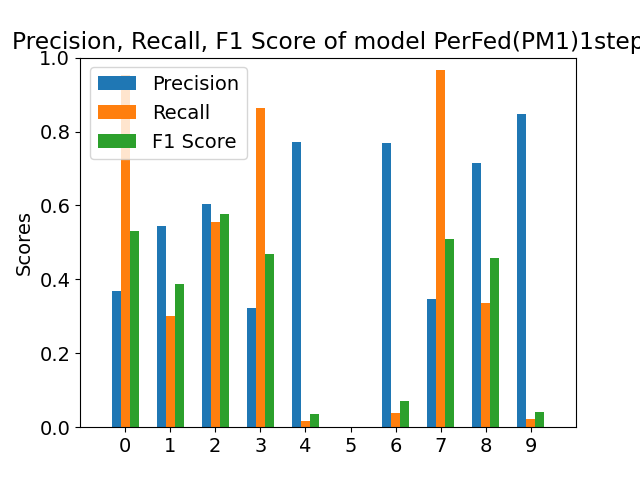 Precision, Recall, F1 Score of model PerFed(PM1)1step
1.0
Precision
Recall
F1 Score
0.8
0.6
Scores
0.4
0.2
0.0
0 1 2 3 4 5 6 7 8 9